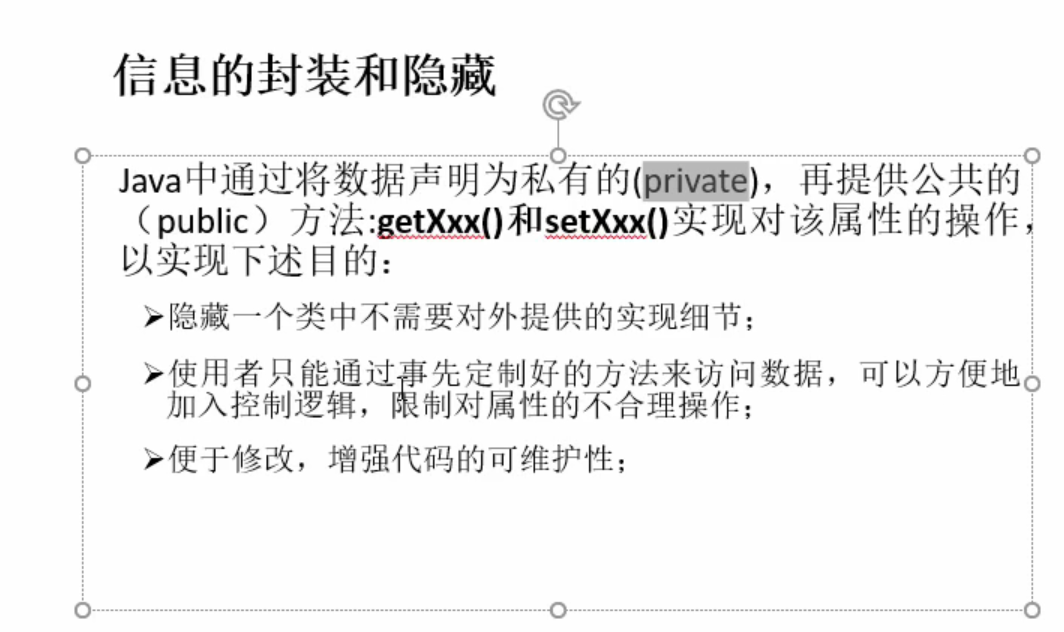 信息的封装和隐藏
Java中通过将数据声明为私有的(private)，再提供公共的
（public）方法:getXxx()和setXxx()实现对该属性的操作，
以实现下述目的：
➢隐藏一个类中不需要对外提供的实现细节；
➢使用者只能通过事先定制好的方法来访问数据，可以方便地
加入控制逻辑，限制对属性的不合理操作；
➢便于修改，增强代码的可维护性；